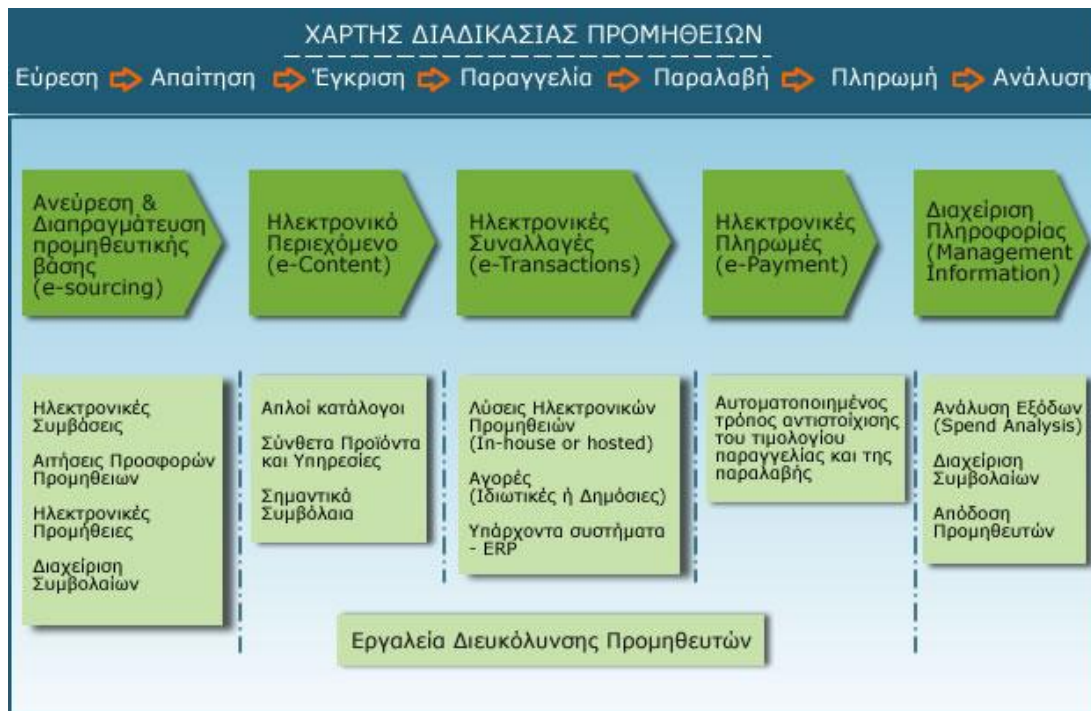 ΧΑΡΤΗΣ ΔΙΑΔΙΚΑΣΙΑΣ ΠΡΟΜΗΘΕΙΩΝ
Εύρεση Απαίτηση Έγκριση Παραγγελία Παραλαβή Πληρωμή Ανάλυση
Ανεύρεση &
Διαπραγμάτευση
προμηθευτικής
βάσης
(e-sourcing)
Ηλεκτρονικό
Περιεχόμενο
(e-Content)
Ηλεκτρονικές
Συναλλαγές
(e-Transactions)
Ηλεκτρονικές
Πληρωμές
(e-Payment)
Διαχείριση
Πληροφορίας
(Management
Information)
Ηλεκτρονικές
Συμβάσεις
Αιτήσεις Προσφορών
Προμηθειων
Ηλεκτρονικές
Προμήθειες
Διαχείριση
Συμβολαίων
Απλοί κατάλογοι
Σύνθετα Προϊόντα
και Υπηρεσίες
Σημαντικά
Συμβόλαια
Λύσεις Ηλεκτρονικών
Προμηθειών
(In-house or hosted)
Αγορές
(Ιδιωτικές ή Δημόσιες)
Υπάρχοντα συστήματα
- ERP
Αυτοματοποιημένος
τρόπος αντιστοίχισης
του τιμολογίου
παραγγελίας και της
παραλαβής
Ανάλυση Εξόδων
(Spend Analysis)
Διαχείριση
Συμβολαίων
Απόδοση
Προμηθευτών
Εργαλεία Διευκόλυνσης Προμηθευτών